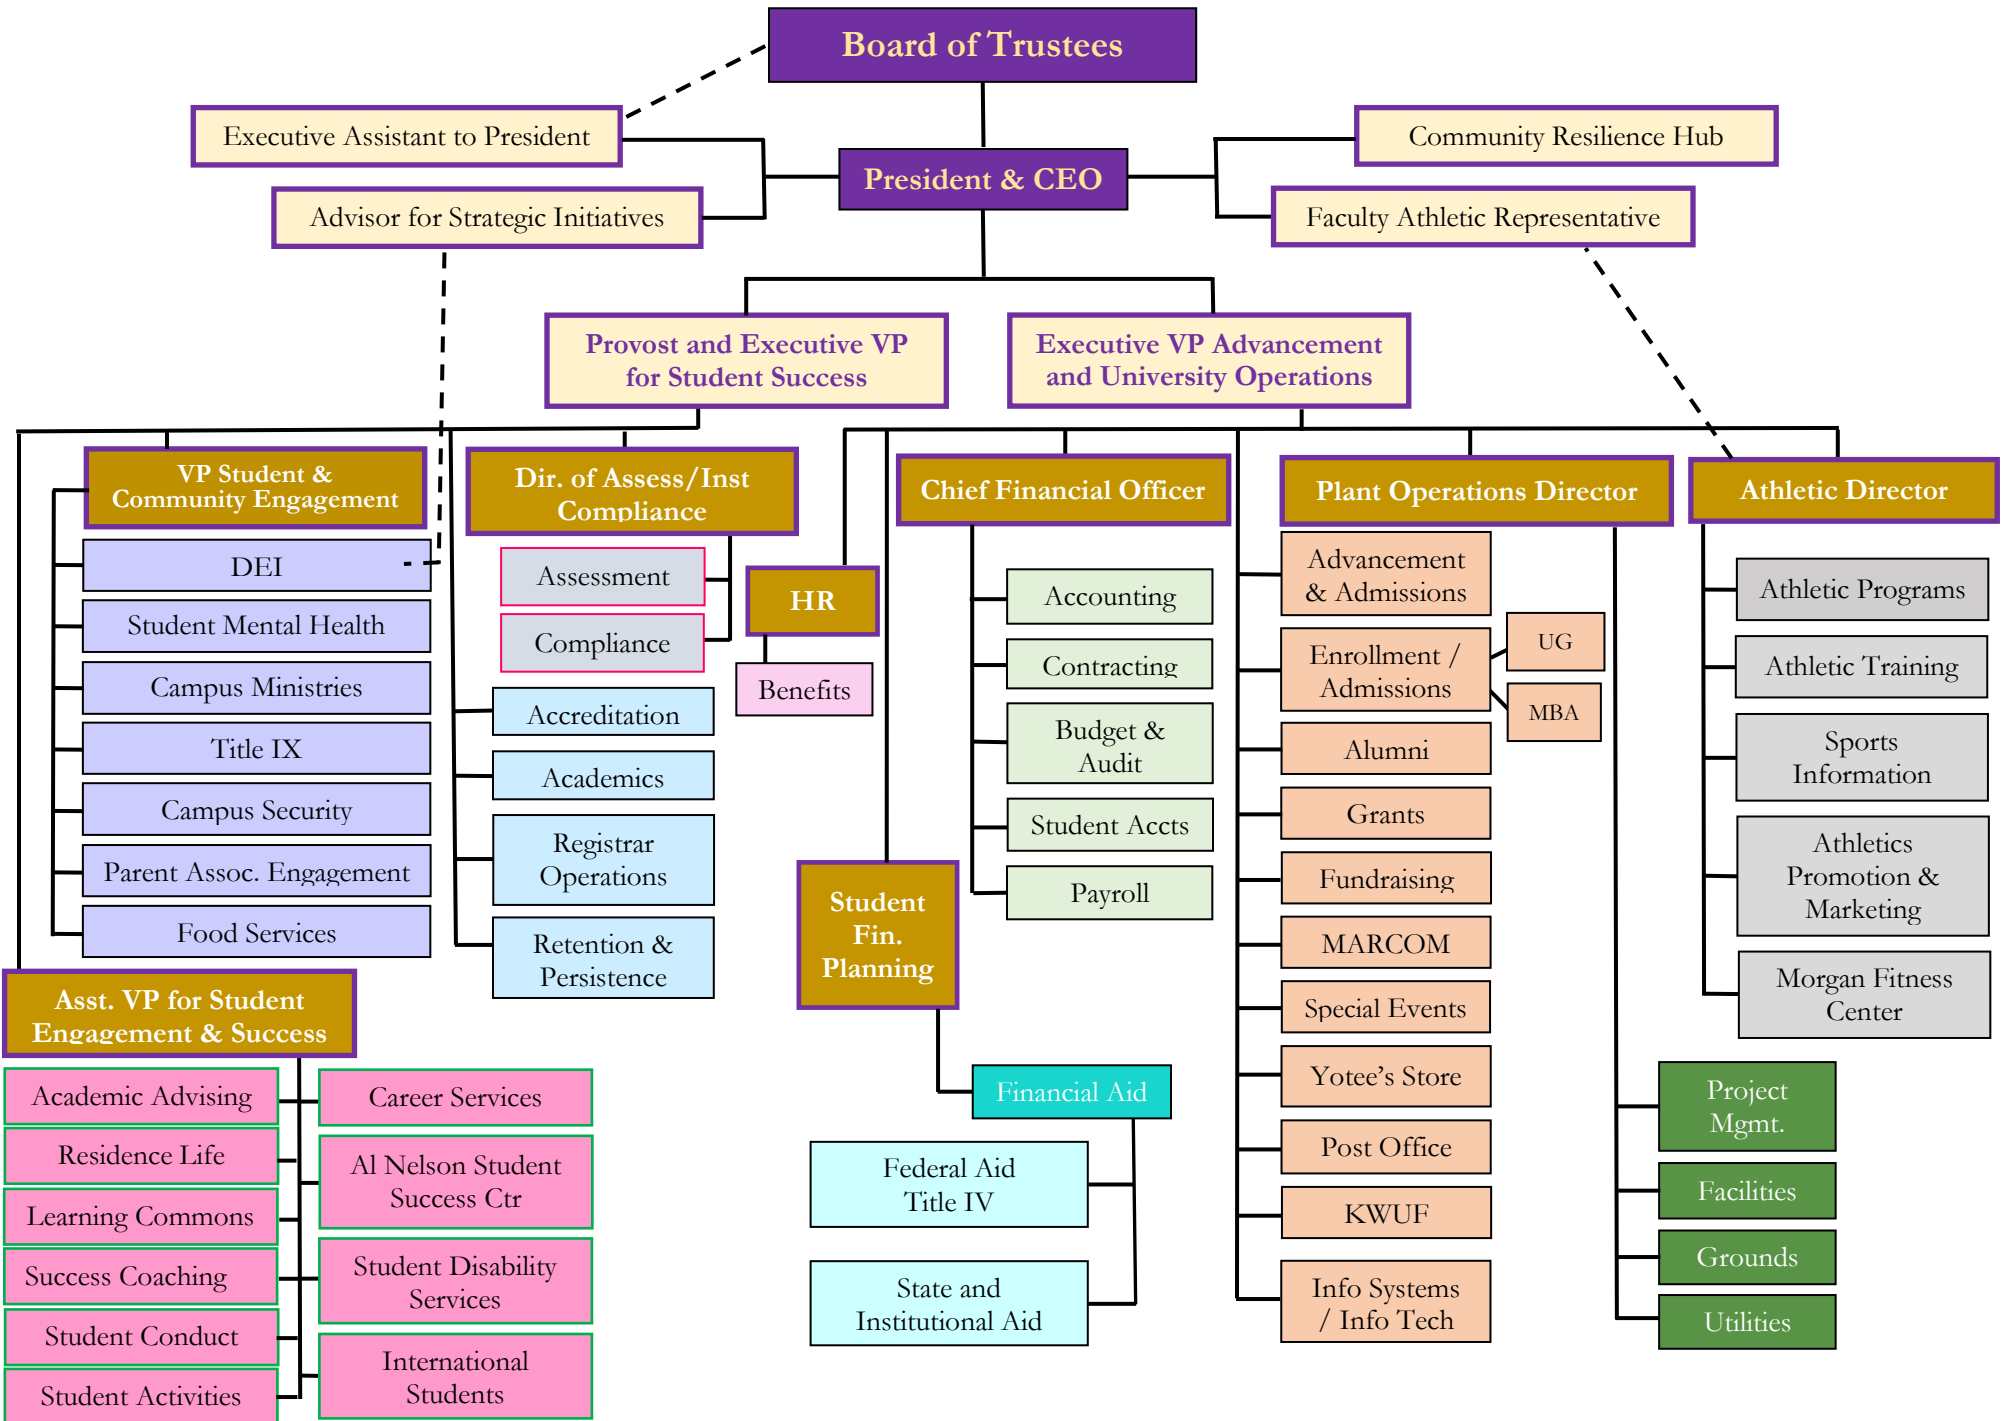 Board of Trustees
Executive Assistant to President
Community Resilience Hub
President & CEO
Advisor for Strategic Initiatives
Faculty Athletic Representative
Provost and Executive VP
for Student Success
Executive VP Advancement
and University Operations
VP Student &
Community Engagement
DEI
Student Mental Health
Campus Ministries
Title IX
Campus Security
Parent Assoc. Engagement
Food Services
Dir. of Assess/Inst
Compliance
Assessment
Compliance
Accreditation
Academics
Registrar
Operations
Retention &
Persistence
HR
Benefits
Chief Financial Officer
Accounting
Contracting
Budget &
Audit
Student Accts
Payroll
Student
Fin.
Planning
Financial Aid
Federal Aid
Title IV
State and
Institutional Aid
Plant Operations Director
Advancement
& Admissions
Enrollment /
Admissions
UG
MBA
Alumni
Grants
Fundraising
MARCOM
Special Events
Yotee's Store
Post Office
KWUF
Info Systems
/ Info Tech
Project
Mgmt.
Facilities
Grounds
Utilities
Athletic Director
Athletic Programs
Athletic Training
Sports
Information
Athletics
Promotion &
Marketing
Morgan Fitness
Center
Asst. VP for Student
Engagement & Success
Academic Advising
Residence Life
Learning Commons
Success Coaching
Student Conduct
Student Activities
Career Services
Al Nelson Student
Success Ctr
Student Disability
Services
International
Students